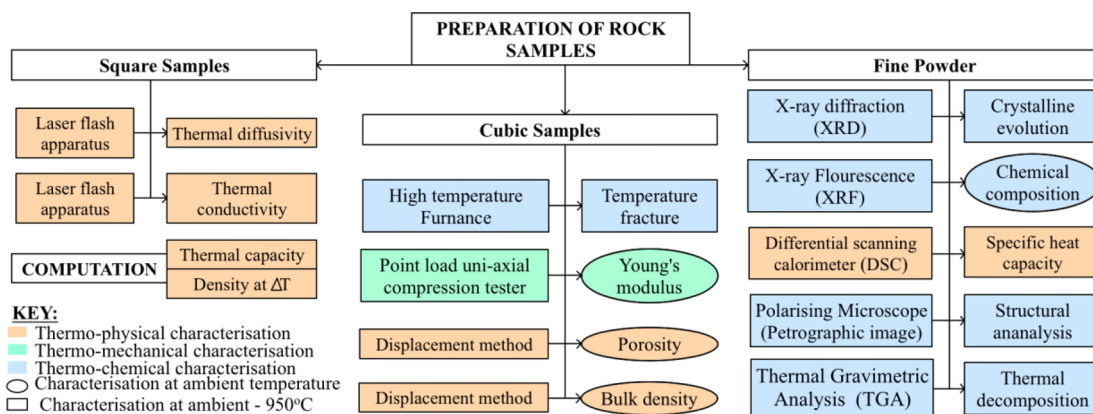 PREPARATION OF ROCK
SAMPLES
Square Samples
Laser flash
apparatus
Thermal diffusivity
Laser flash
apparatus
Thermal
conductivity
COMPUTATION
Thermal capacity
Density at ΔT
KEY:
Thermo-physical characterisation
Thermo-mechanical characterisation
Thermo-chemical characterisation
Characterisation at ambient temperature
Characterisation at ambient - 950°C
Cubic Samples
High temperature
Furnance
Temperature
fracture
Point load uni-axial
compression tester
Young's
modulus
Displacement method
Porosity
Displacement method
Bulk density
Fine Powder
X-ray diffraction
(XRD)
Crystalline
evolution
X-ray Flourescence
(XRF)
Chemical
composition
Differential scanning
calorimeter (DSC)
Specific heat
capacity
Polarising Microscope
(Petrographic image)
Structural
ananalysis
Thermal Gravimetric
Analysis (TGA)
Thermal
decomposition